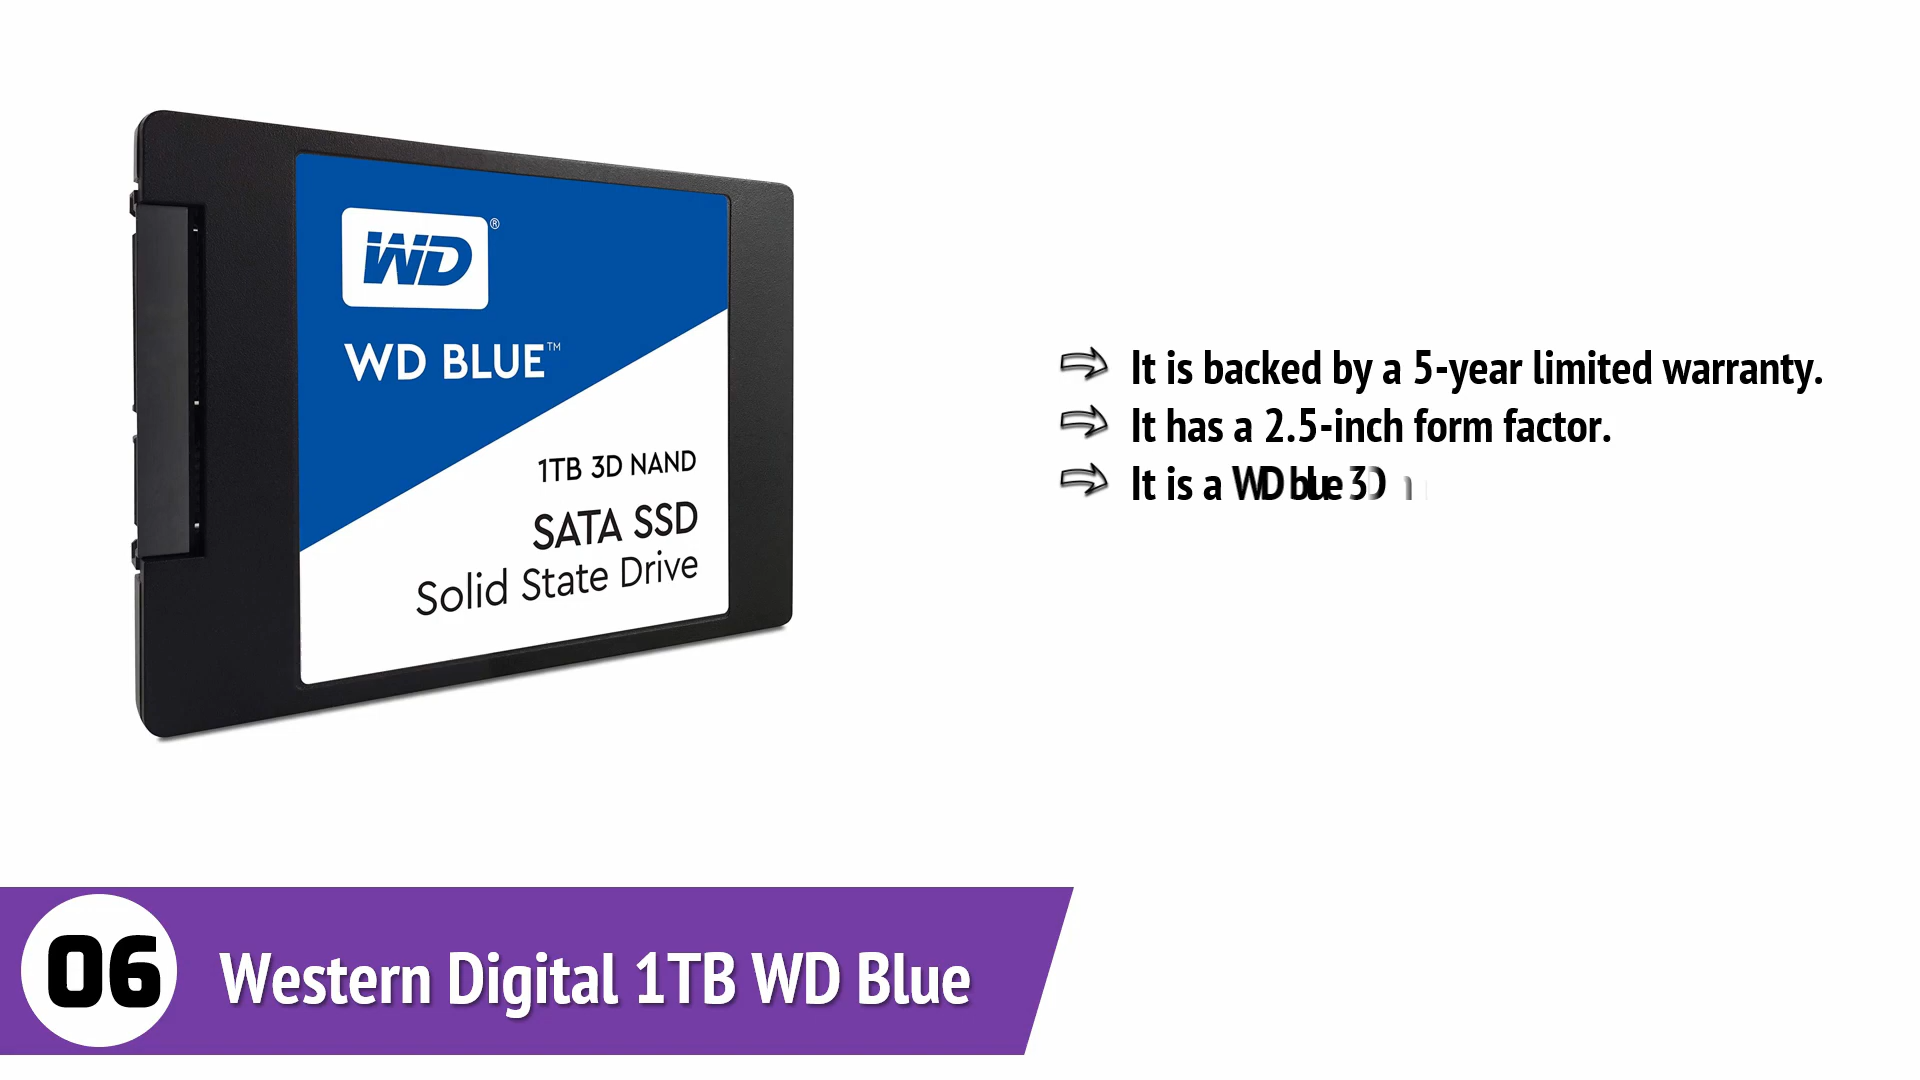 WD®
WD BLUE™
1TB 3D NAND
SATA SSD
Solid State Drive
It is backed by a 5-year limited warranty.
It has a 2.5-inch form factor.
It is a WD blue 3D
06
Western Digital 1TB WD Blue